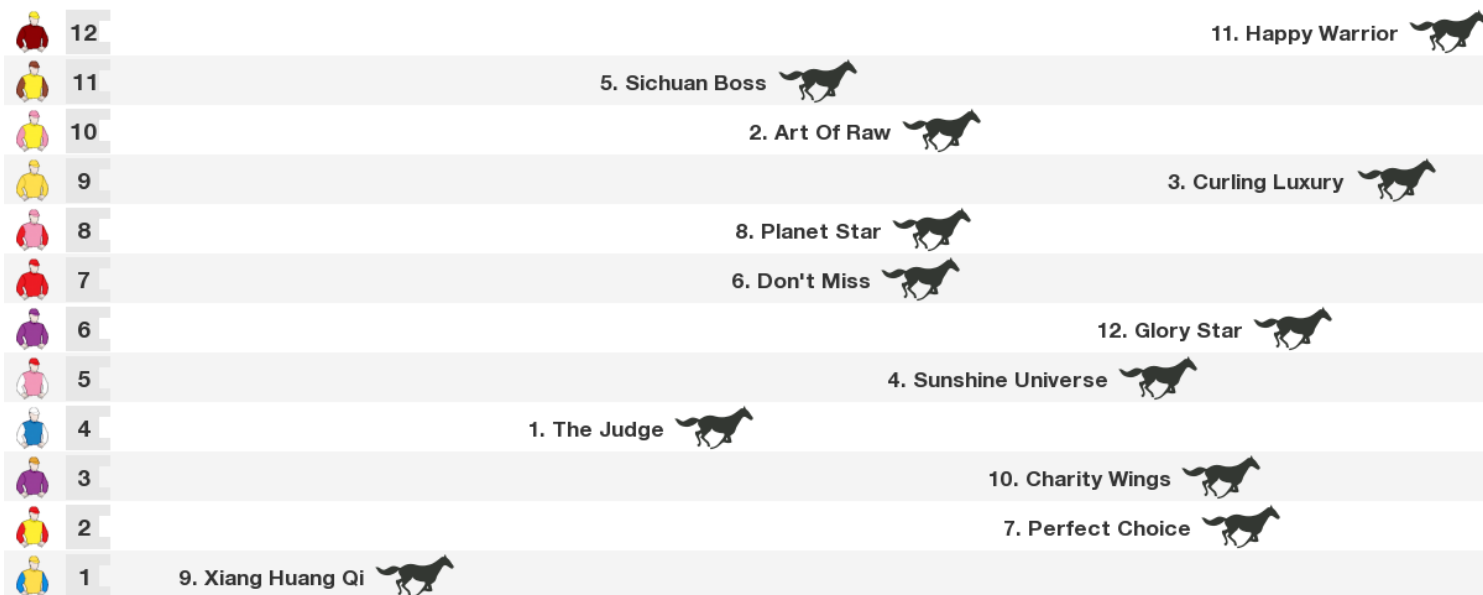 12 11. Happy Warrior
11 5. Sichuan Boss
10 2. Art Of Raw
9 3. Curling Luxury
8 8. Planet Star
7 6. Don't Miss
6 12. Glory Star
5 4. Sunshine Universe
4 1. The Judge
3 10. Charity Wings
2 7. Perfect Choice
1 9. Xiang Huang Qi